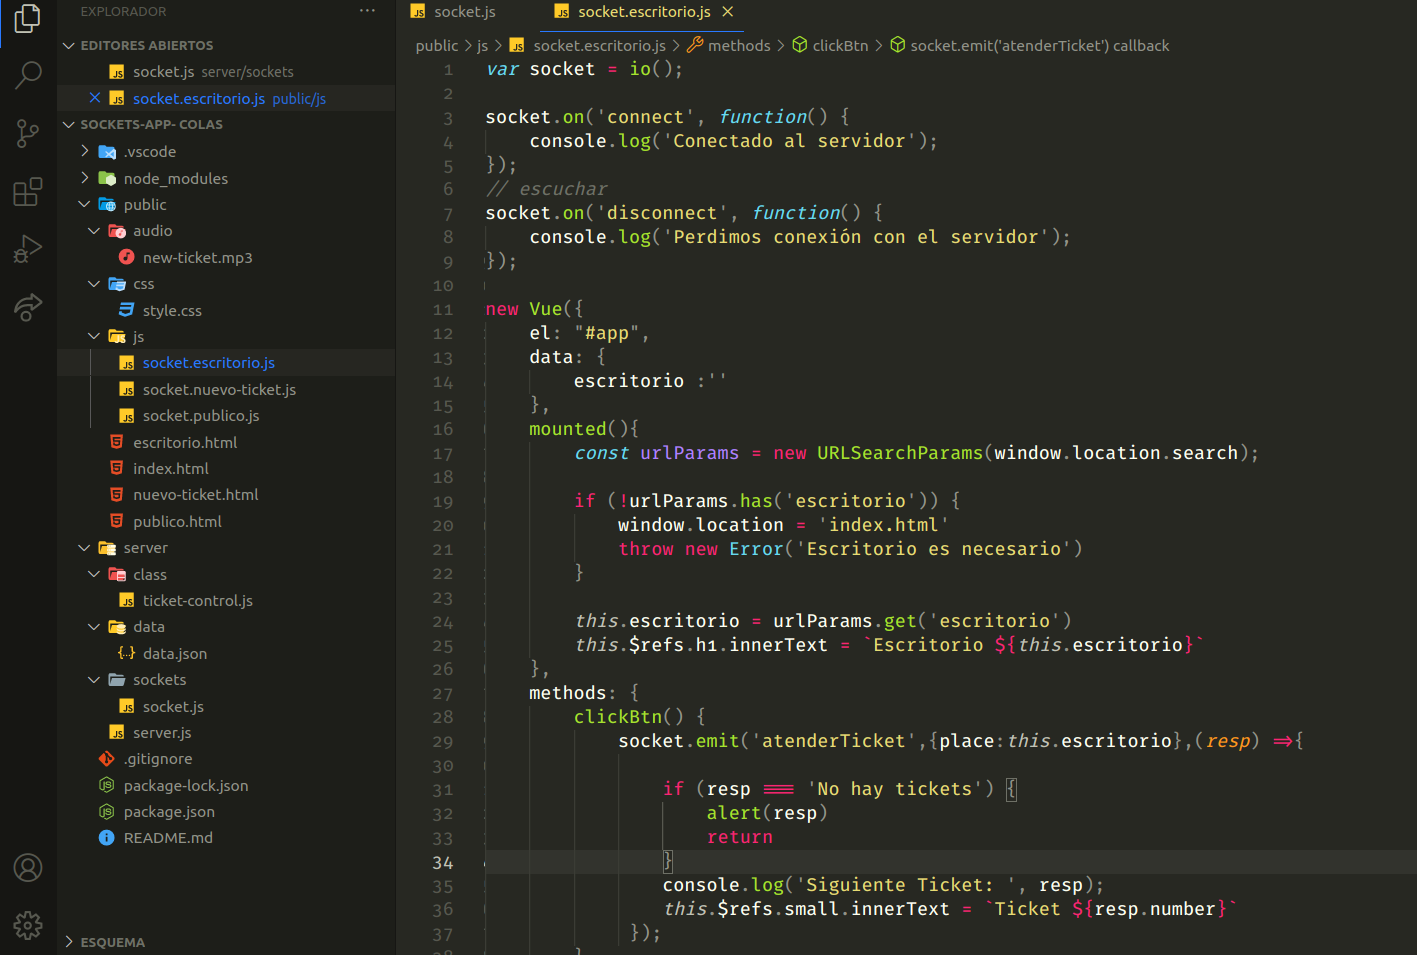 EXPLORADOR
EDITORES ABIERTOS
socket.js server/sockets
socket.escritorio.js public/js
SOCKETS-APP- COLAS
.vscode
node_modules
public
audio
new-ticket.mp3
css
style.css
js
socket.escritorio.js
socket.nuevo-ticket.js
socket.publico.js
escritorio.html
index.html
nuevo-ticket.html
publico.html
server
class
ticket-control.js
data
data.json
sockets
socket.js
server.js
.gitignore
package-lock.json
package.json
README.md
ESQUEMA
socket.js
socket.escritorio.js
public > js > socket.escritorio.js > methods > clickBtn > socket.emit('atenderTicket') callback
1 var socket = io();
2
3 socket.on('connect', function() {
4 console.log('Conectado al servidor');
5 });
6 // escuchar
7 socket.on('disconnect', function() {
8 console.log('Perdimos conexión con el servidor');
9 });
10
11 new Vue({
12 el: "#app",
13 data: {
14 escritorio :''
15 },
16 mounted(){
17 const urlParams = new URLSearchParams(window.location.search);
18
19 if (!urlParams.has('escritorio')) {
20 window.location = 'index.html'
21 throw new Error('Escritorio es necesario')
22 }
23
24 this.escritorio = urlParams.get('escritorio')
25 this.$refs.h1.innerText = `Escritorio ${this.escritorio}`
26 },
27 methods: {
28 clickBtn() {
29 socket.emit('atenderTicket',{place:this.escritorio},(resp) =>{
30
31 if (resp === 'No hay tickets') {
32 alert(resp)
33 return
34 }
35 console.log('Siguiente Ticket: ', resp);
36 this.$refs.small.innerText = `Ticket ${resp.number}`
37 });